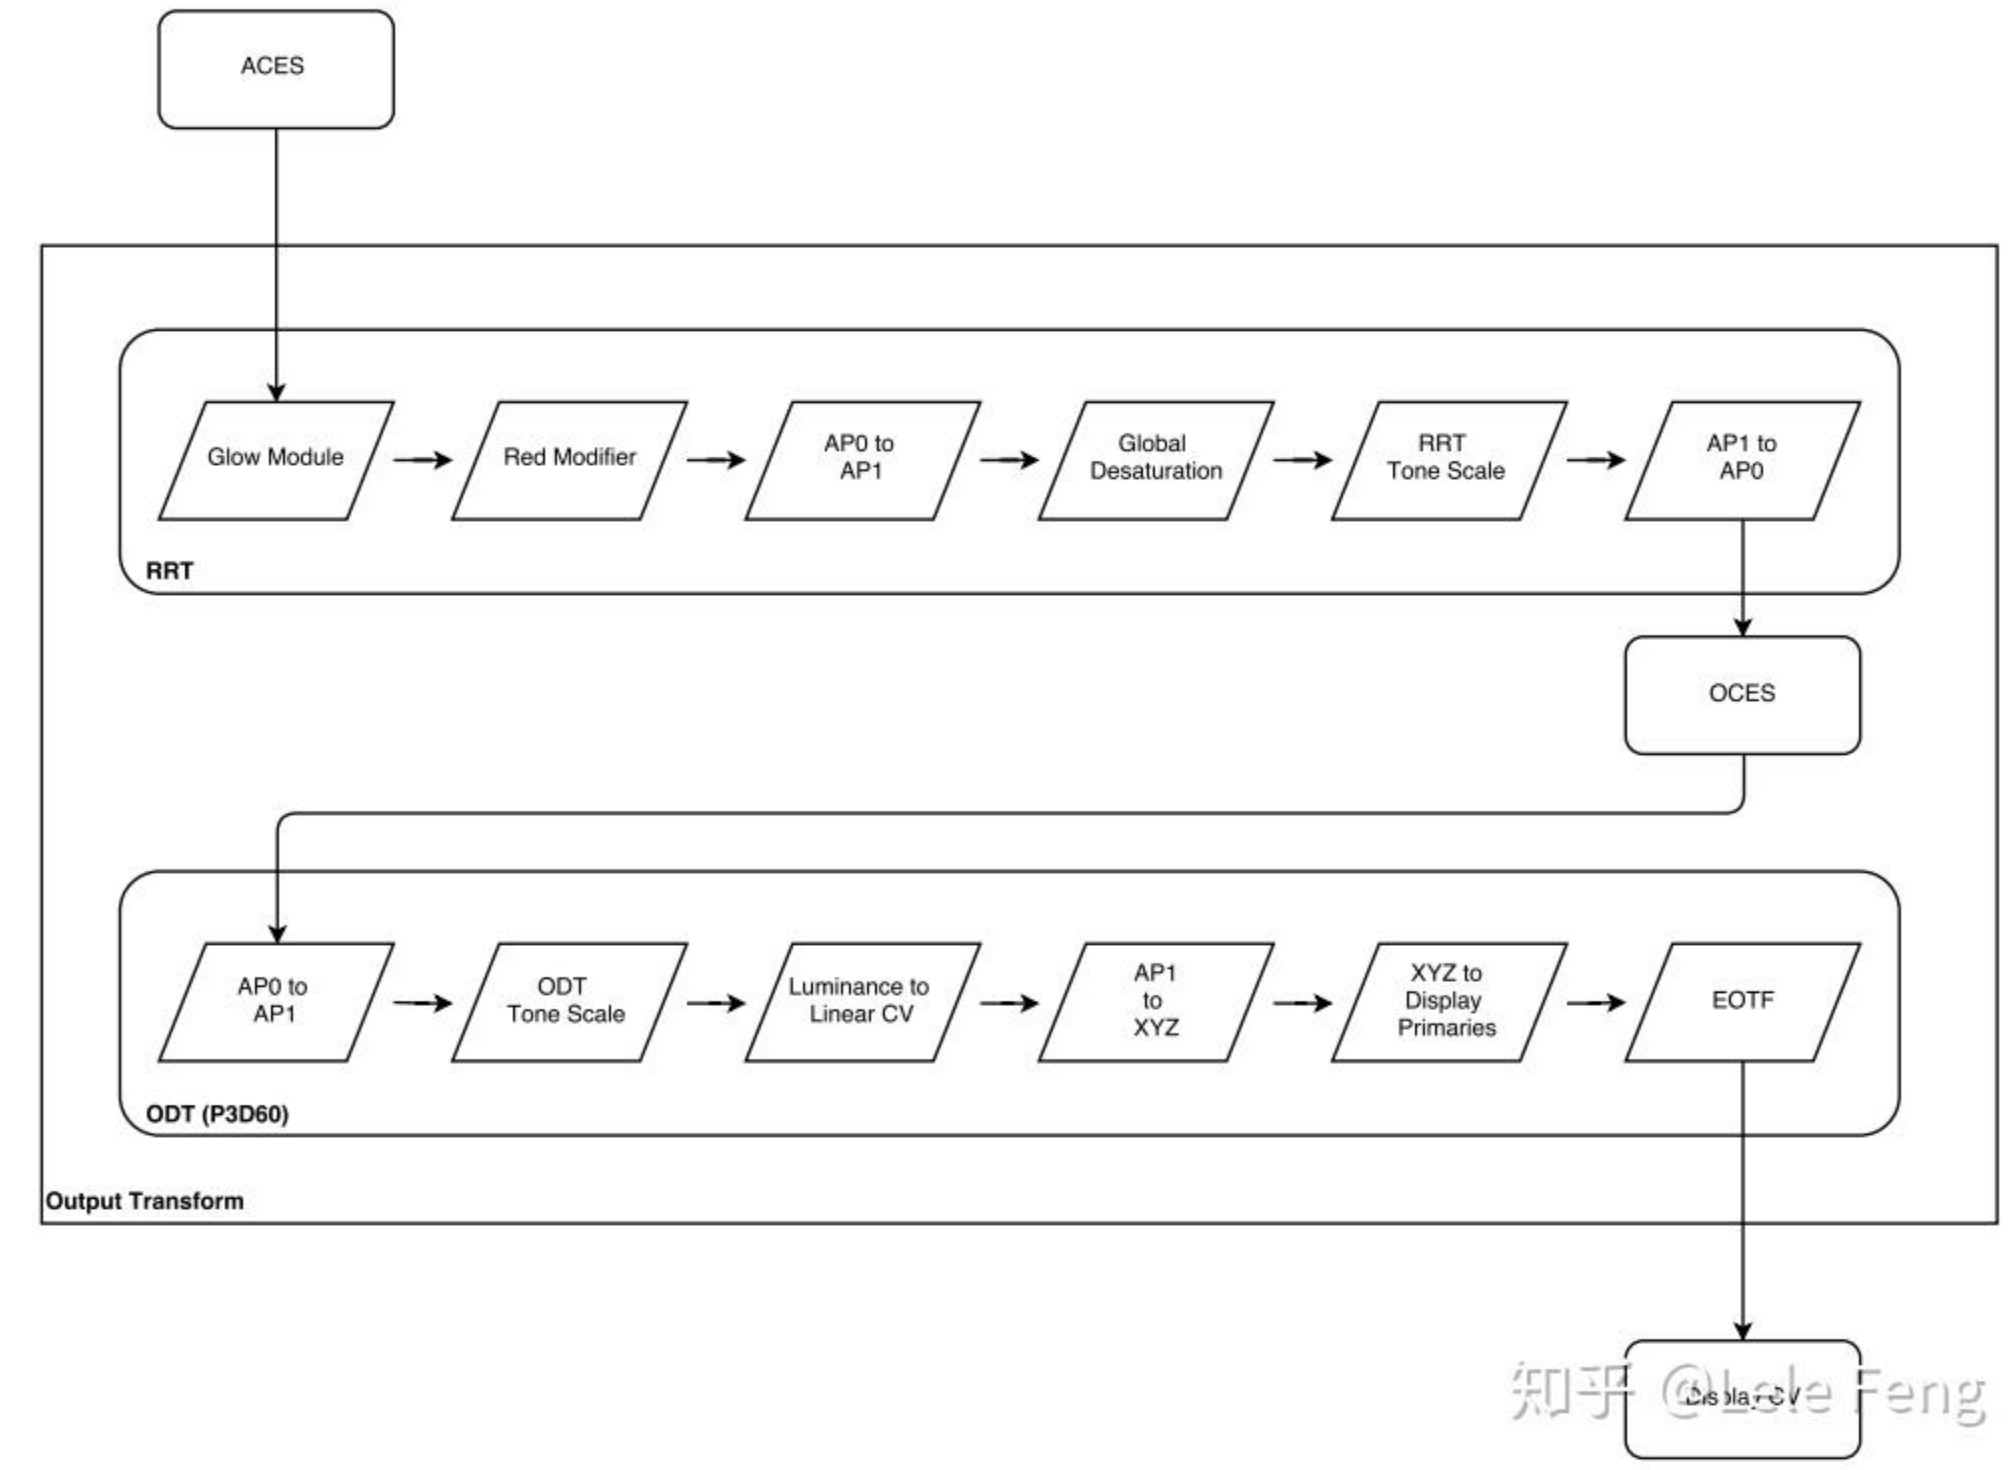 ACES
Glow Module
Red Modifier
AP0 to
AP1
Global
Desaturation
RRT
Tone Scale
AP1 to
AP0
RRT
OCES
AP0 to
AP1
ODT
Tone Scale
Luminance to
Linear CV
AP1
to
XYZ
XYZ to
Display
Primaries
EOTF
ODT (P3D60)
Output Transform
Display CV
知乎 @Lele Feng